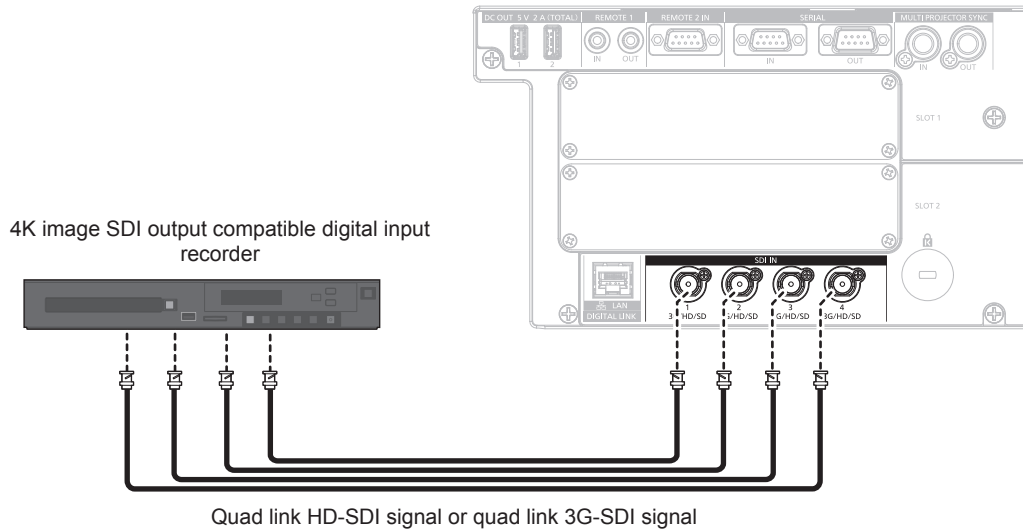 DC OUT 5 V 2 A (TOTAL)
REMOTE 1
REMOTE 2 IN
SERIAL
MULTI PROJECTOR SYNC
1
2
IN
OUT
IN
OUT
IN
OUT
SLOT 1
SLOT 2
4K image SDI output compatible digital input
recorder
SDI IN
LAN
DIGITAL LINK
1
2
3
4
G/HD/SD
3G/HD/SD
Quad link HD-SDI signal or quad link 3G-SDI signal